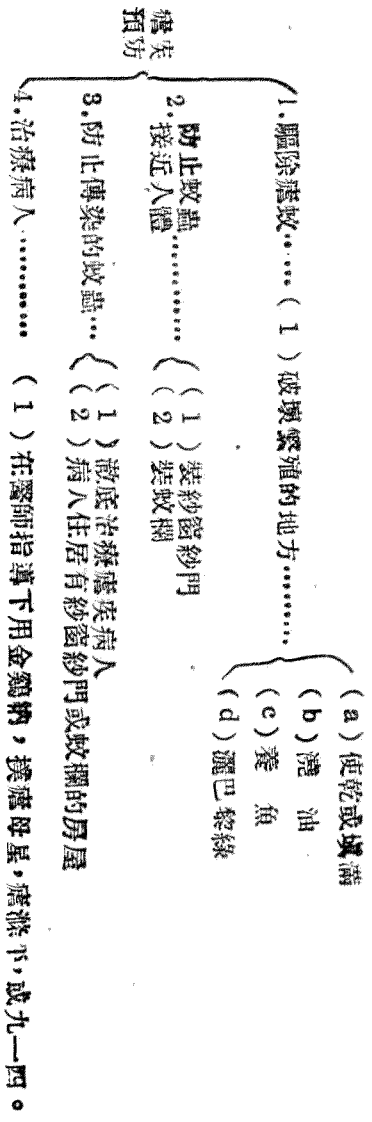 瘧疾
預防
1.驅除瘧蚊……(1)破壞繁殖的地方…………
(a)使乾或填滿
(b)澆 油
(c)養 魚
(d)灑巴黎綠
2.防止蚊蟲
接近人體…………
(1)裝紗窗紗門
(2)裝蚊欄
3.防止傳染的蚊蟲…
(1)澈底治療瘧疾病人
(2)病人住居有紗窗紗門或蚊欄的房屋
4.治療病人…………(1)在醫師指導下用金鷄納,撲瘧母星,瘧滌平,或九一四。